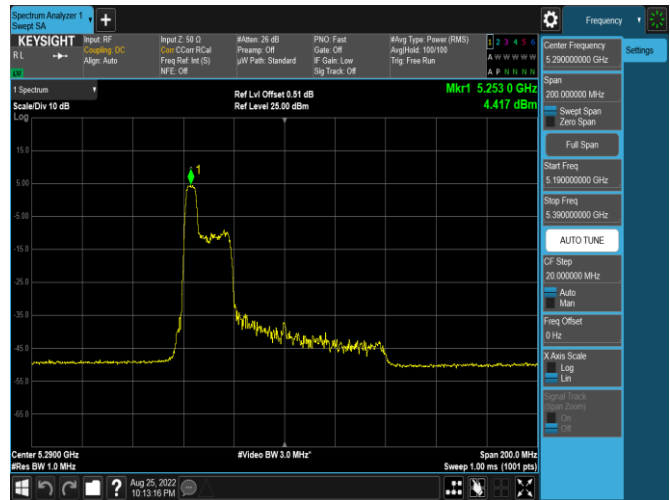 Spectrum Analyzer 1
Swept SA
+
Frequency
KEYSIGHT
RL
Input: RF
Coupling: DC
Align: Auto
Input Z: 50 Ω
Corr CCorr RCal
Freq Ref: Int (S)
NFE: Off
#Atten: 26 dB
Preamp: Off
µW Path: Standard
PNO: Fast
Gate: Off
IF Gain: Low
Sig Track: Off
#Avg Type: Power (RMS)
Avg|Hold: 100/100
Trig: Free Run
1 2 3 4 5 6
A W W W W W
A P N N N N
1 Spectrum
Scale/Div 10 dB
Log
Ref Lvl Offset 0.51 dB
Ref Level 25.00 dBm
Mkr1 5.253 0 GHz
4.417 dBm
15.0
5.00
-5.00
-15.0
-25.0
-35.0
-45.0
-55.0
-65.0
1
Center 5.2900 GHz
#Res BW 1.0 MHz
#Video BW 3.0 MHz*
Span 200.0 MHz
Sweep 1.00 ms (1001 pts)
Center Frequency
5.290000000 GHz
Settings
Span
200.000000 MHz
Swept Span
Zero Span
Full Span
Start Freq
5.190000000 GHz
Stop Freq
5.390000000 GHz
AUTO TUNE
CF Step
20.000000 MHz
Auto
Man
Freq Offset
0 Hz
X Axis Scale
Log
Lin
Signal Track
(Span Zoom)
On
Off
?
Aug 25, 2022
10:13:16 PM